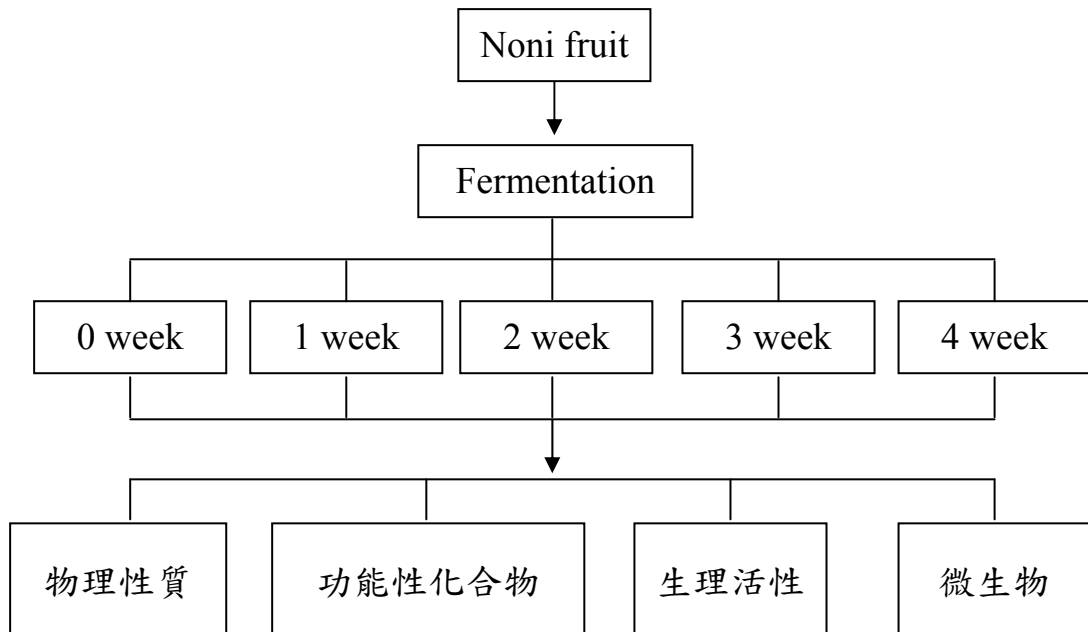 Noni fruit
Fermentation
0 week
1 week
2 week
3 week
4 week
物理性質
功能性化合物
生理活性
微生物